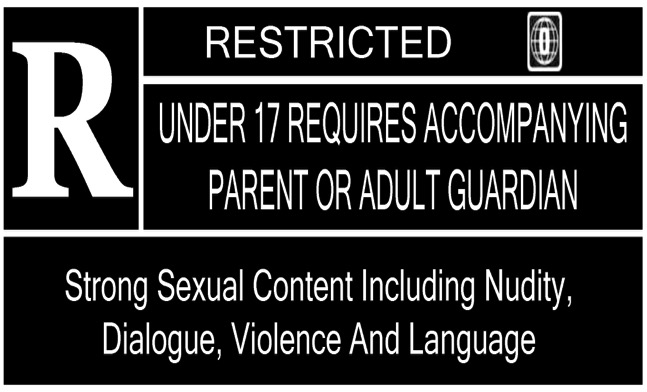 R
RESTRICTED
UNDER 17 REQUIRES ACCOMPANYING
PARENT OR ADULT GUARDIAN
Strong Sexual Content Including Nudity,
Dialogue, Violence And Language